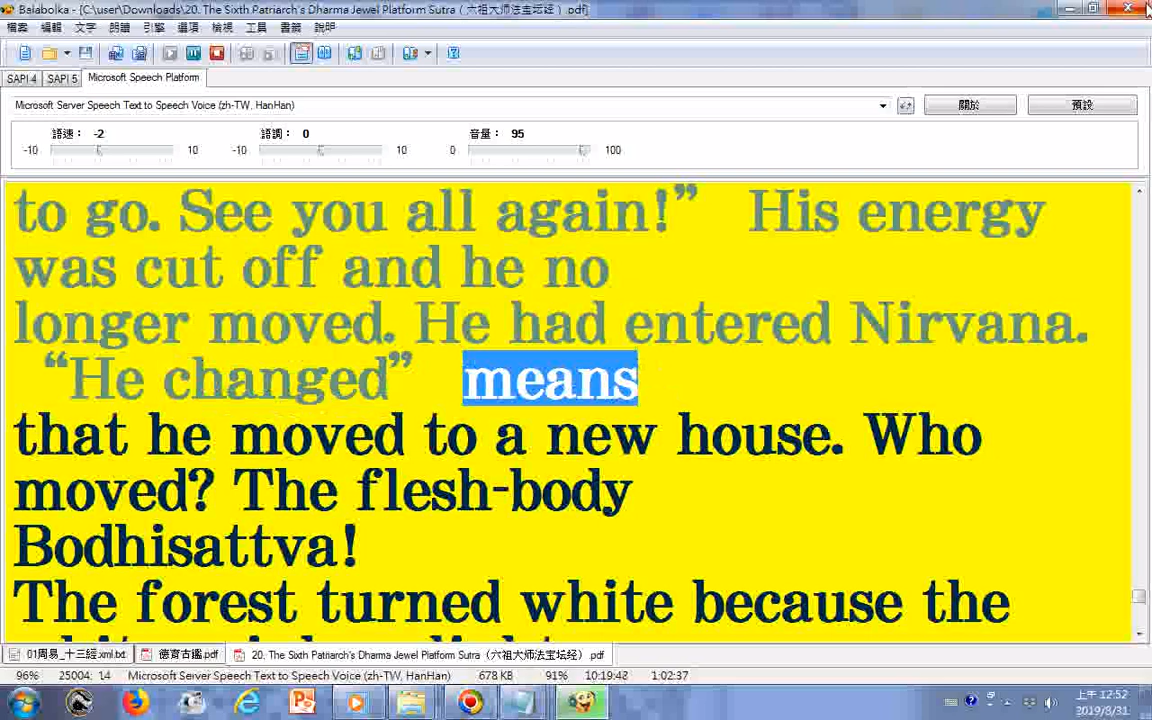 Balabolka - [C:\user\Downloads\20. The Sixth Patriarch's Dharma Jewel Platform Sutra（六祖大师法宝坛经）.pdf]
檔案 編輯 文字 朗讀 引擎 選項 檢視 工具 書籤 說明
SAPI 4 SAPI 5 Microsoft Speech Platform
Microsoft Server Speech Text to Speech Voice (zh-TW, HanHan) 關於 預設
語速： -2 語調： 0 音量： 95
-10 10 -10 10 0 100
to go. See you all again!” His energy
was cut off and he no
longer moved. He had entered Nirvana.
“He changed” means
that he moved to a new house. Who
moved? The flesh-body
Bodhisattva!
The forest turned white because the
01周易_十三經.xml.txt 德育古鑑.pdf 20. The Sixth Patriarch's Dharma Jewel Platform Sutra（六祖大师法宝坛经）.pdf
96% 25004: 14 Microsoft Server Speech Text to Speech Voice (zh-TW, HanHan) 678 KB 91% 10:19:48 1:02:37
上午 12:52
2019/8/31